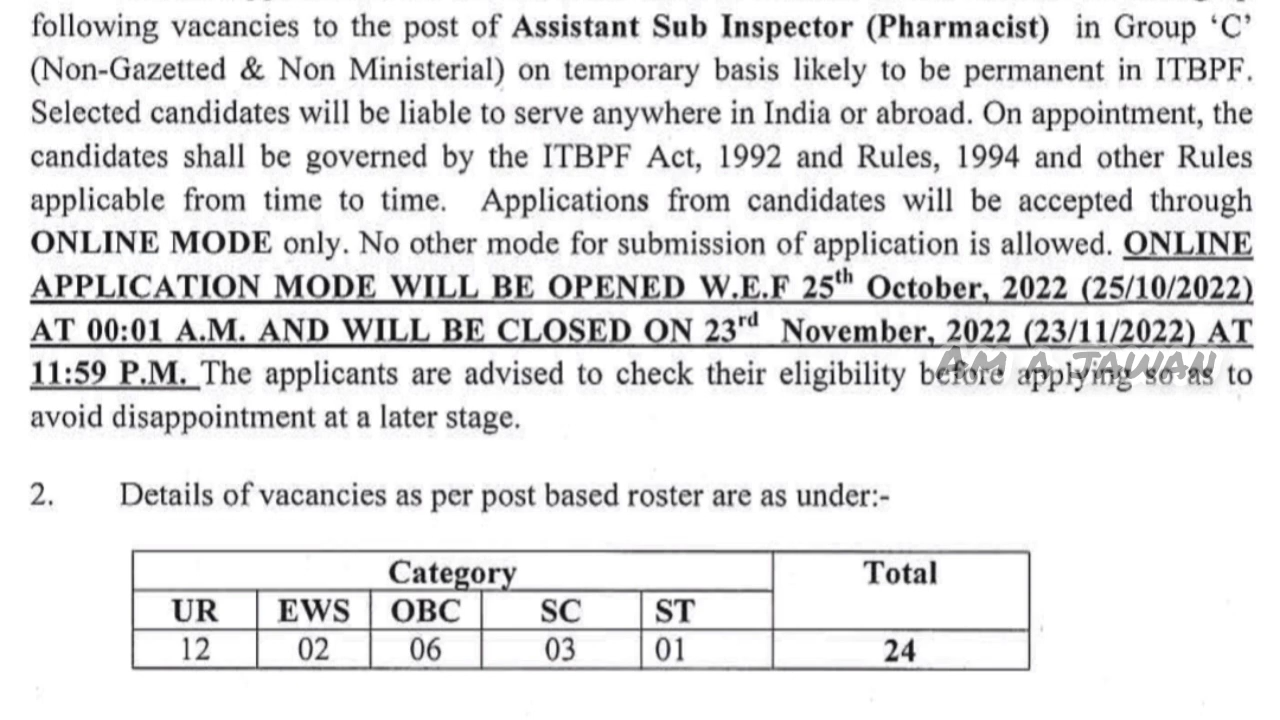 following vacancies to the post of Assistant Sub Inspector (Pharmacist) in Group ‘C’
(Non-Gazetted & Non Ministerial) on temporary basis likely to be permanent in ITBPF.
Selected candidates will be liable to serve anywhere in India or abroad. On appointment, the
candidates shall be governed by the ITBPF Act, 1992 and Rules, 1994 and other Rules
applicable from time to time. Applications from candidates will be accepted through
ONLINE MODE only. No other mode for submission of application is allowed. ONLINE
APPLICATION MODE WILL BE OPENED W.E.F 25th October, 2022 (25/10/2022)
AT 00:01 A.M. AND WILL BE CLOSED ON 23rd November, 2022 (23/11/2022) AT
11:59 P.M. The applicants are advised to check their eligibility before applying so as to
AM A JAWAN
avoid disappointment at a later stage.
2. Details of vacancies as per post based roster are as under:-
Category Total
UR EWS OBC SC ST
12 02 06 03 01 24